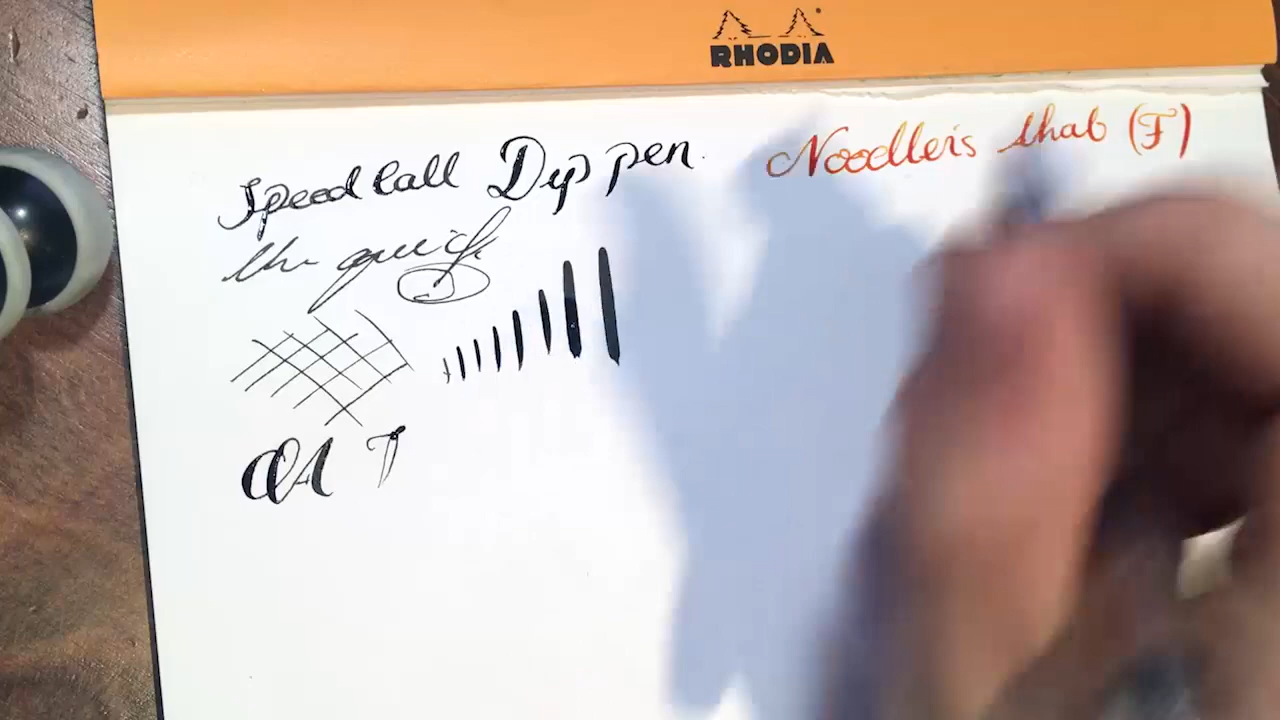 RHODIA
Speedball Dip pen.
Noodler's Ahab (F)
the quick
A T